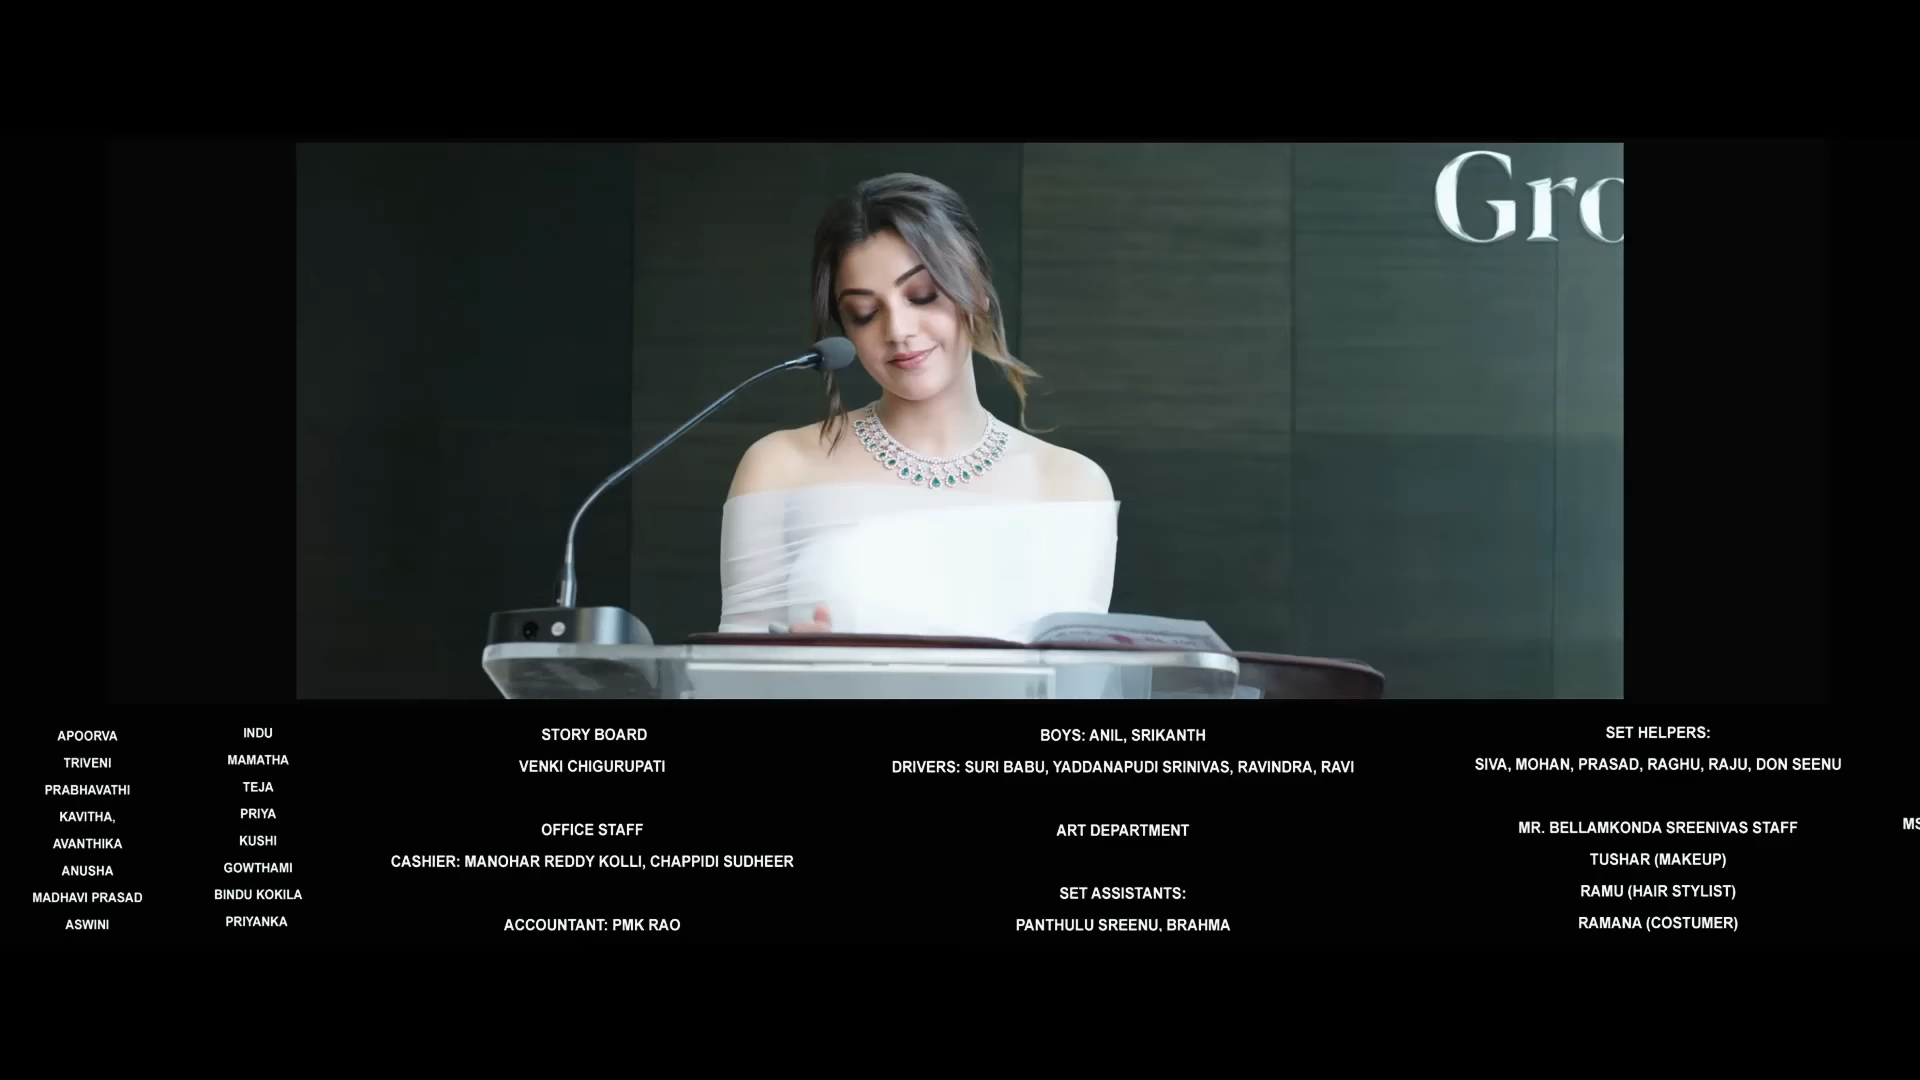 Gro
APOORVA
TRIVENI
PRABHAVATHI
KAVITHA,
AVANTHIKA
ANUSHA
MADHAVI PRASAD
ASWINI
INDU
MAMATHA
TEJA
PRIYA
KUSHI
GOWTHAMI
BINDU KOKILA
PRIYANKA
STORY BOARD
VENKI CHIGURUPATI
OFFICE STAFF
CASHIER: MANOHAR REDDY KOLLI, CHAPPIDI SUDHEER
ACCOUNTANT: PMK RAO
BOYS: ANIL, SRIKANTH
DRIVERS: SURI BABU, YADDANAPUDI SRINIVAS, RAVINDRA, RAVI
ART DEPARTMENT
SET ASSISTANTS:
PANTHULU SREENU, BRAHMA
SET HELPERS:
SIVA, MOHAN, PRASAD, RAGHU, RAJU, DON SEENU
MR. BELLAMKONDA SREENIVAS STAFF
TUSHAR (MAKEUP)
RAMU (HAIR STYLIST)
RAMANA (COSTUMER)
MS